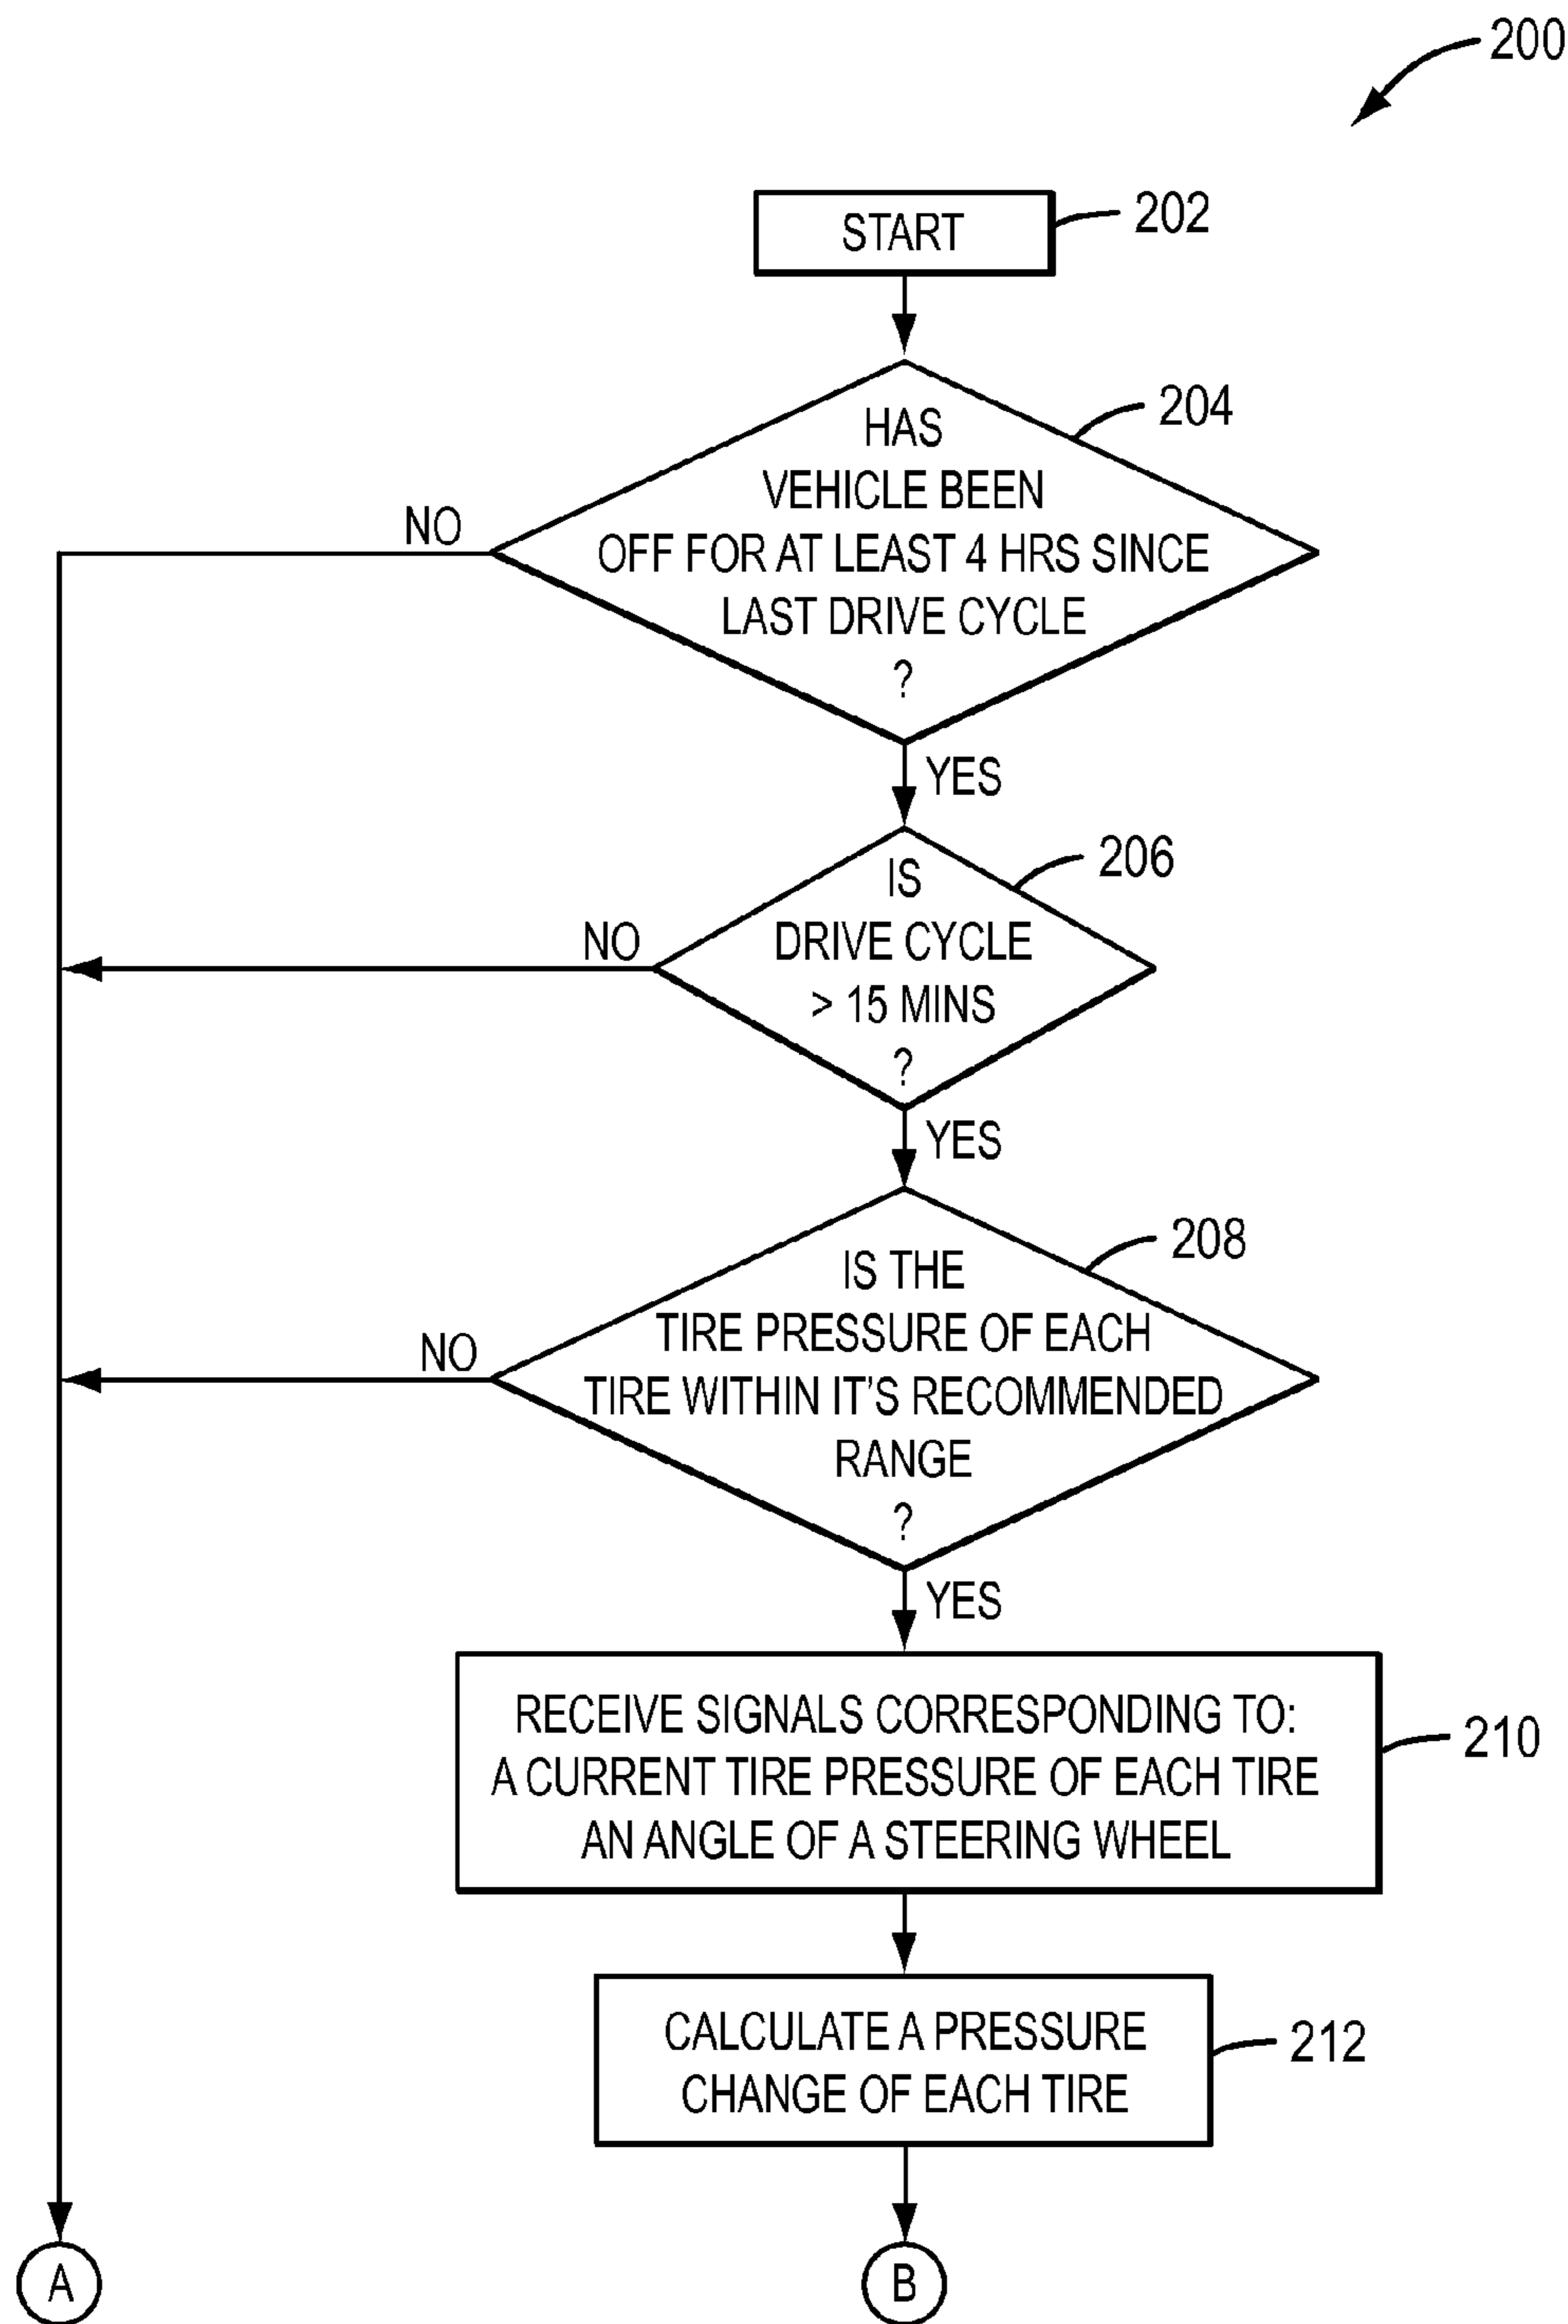 200
START
202
HAS
VEHICLE BEEN
OFF FOR AT LEAST 4 HRS SINCE
LAST DRIVE CYCLE
?
204
NO
YES
IS
DRIVE CYCLE
> 15 MINS
?
206
NO
YES
IS THE
TIRE PRESSURE OF EACH
TIRE WITHIN IT'S RECOMMENDED
RANGE
?
208
NO
YES
RECEIVE SIGNALS CORRESPONDING TO:
A CURRENT TIRE PRESSURE OF EACH TIRE
AN ANGLE OF A STEERING WHEEL
210
CALCULATE A PRESSURE
CHANGE OF EACH TIRE
212
A
B